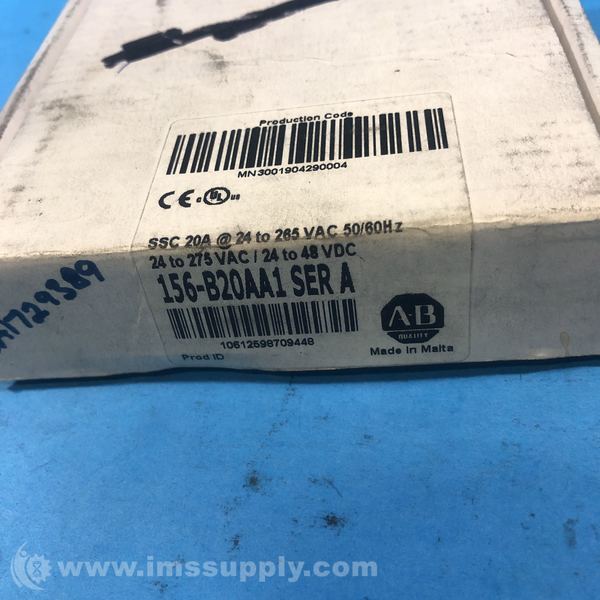 Production Code
MN3001904290004
CE c UL us
SSC 20A @ 24 to 265 VAC 50/60Hz
24 to 275 VAC / 24 to 48 VDC
156-B20AA1 SER A
10612598709448
Prod ID
A-B
QUALITY
Made in Malta
www.imssupply.com